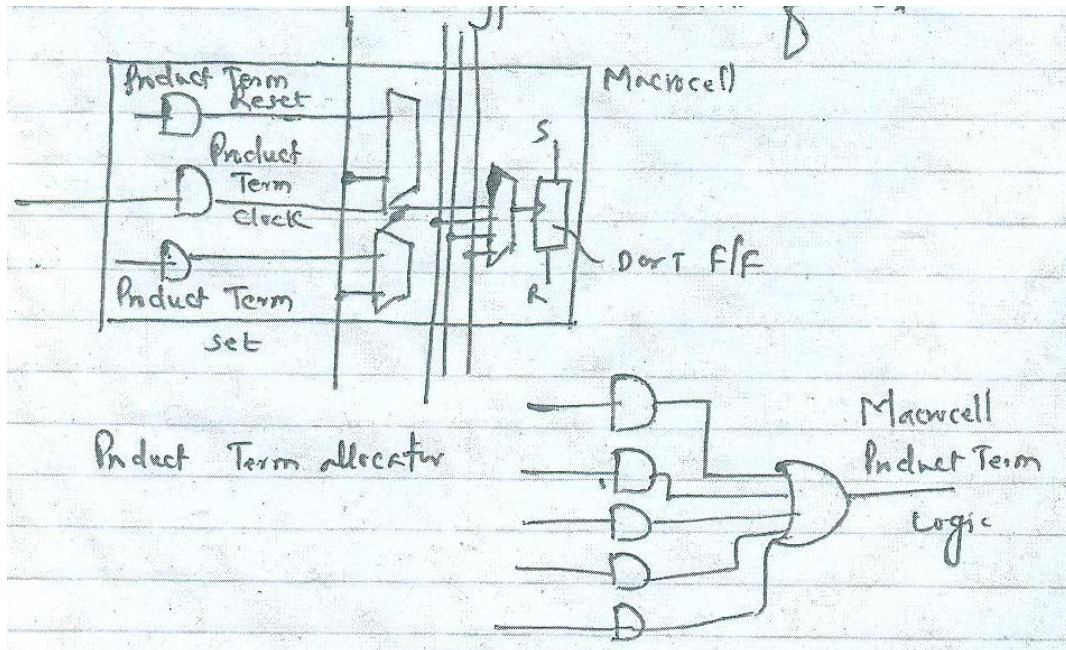 Product Term
Reset
Macrocell
S
Product
Term
Clock
D or T F/F
R
Product Term
set
Product Term allocator
Macrocell
Product Term
Logic